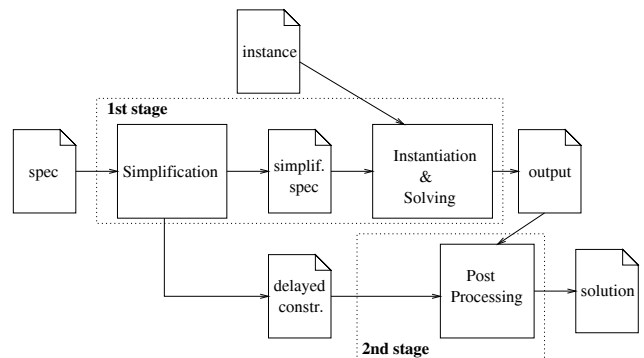 instance
1st stage
spec
Simplification
simplif.
spec
Instantiation
&
Solving
output
delayed
constr.
Post
Processing
solution
2nd stage